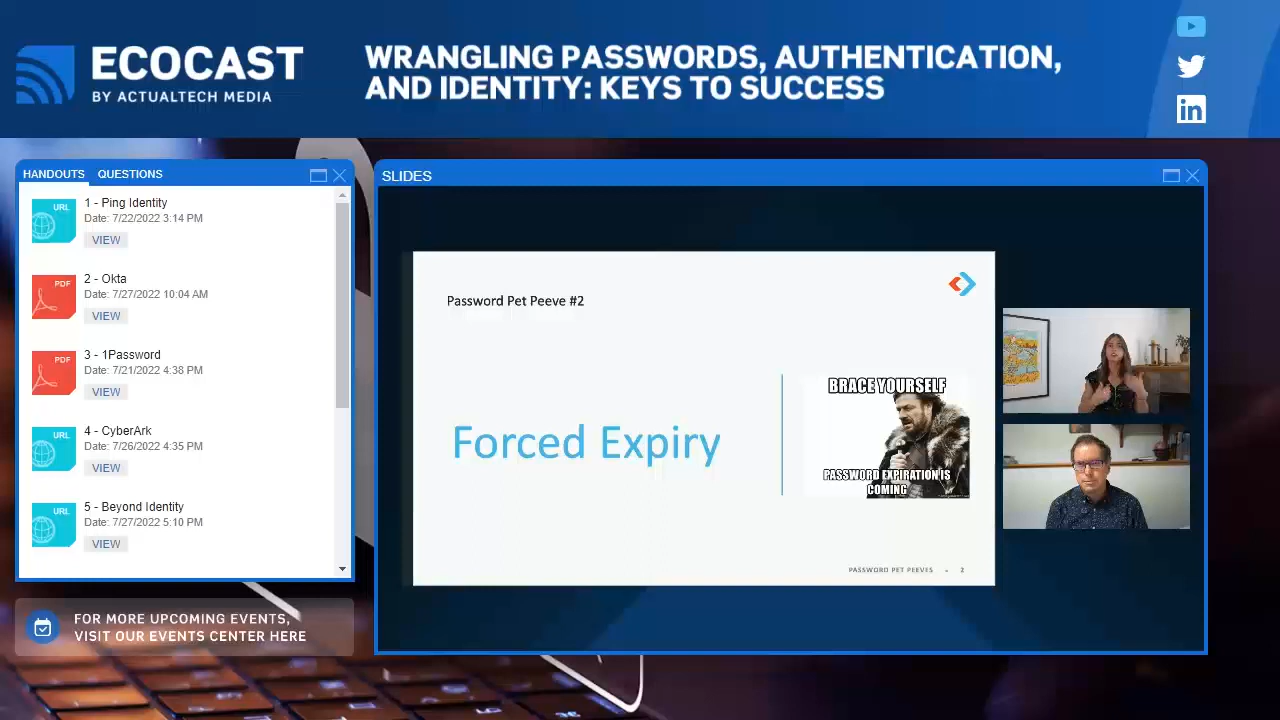 ECOCAST
BY ACTUALTECH MEDIA
WRANGLING PASSWORDS, AUTHENTICATION,
AND IDENTITY: KEYS TO SUCCESS
in
HANDOUTS QUESTIONS
URL
1 - Ping Identity
Date: 7/22/2022 3:14 PM
VIEW
PDF
2 - Okta
Date: 7/27/2022 10:04 AM
VIEW
PDF
3 - 1Password
Date: 7/21/2022 4:38 PM
VIEW
URL
4 - CyberArk
Date: 7/26/2022 4:35 PM
VIEW
URL
5 - Beyond Identity
Date: 7/27/2022 5:10 PM
VIEW
FOR MORE UPCOMING EVENTS,
VISIT OUR EVENTS CENTER HERE
SLIDES
Password Pet Peeve #2
Forced Expiry
BRACE YOURSELF
PASSWORD EXPIRATION IS
COMING
PASSWORD PET PEEVES - 2